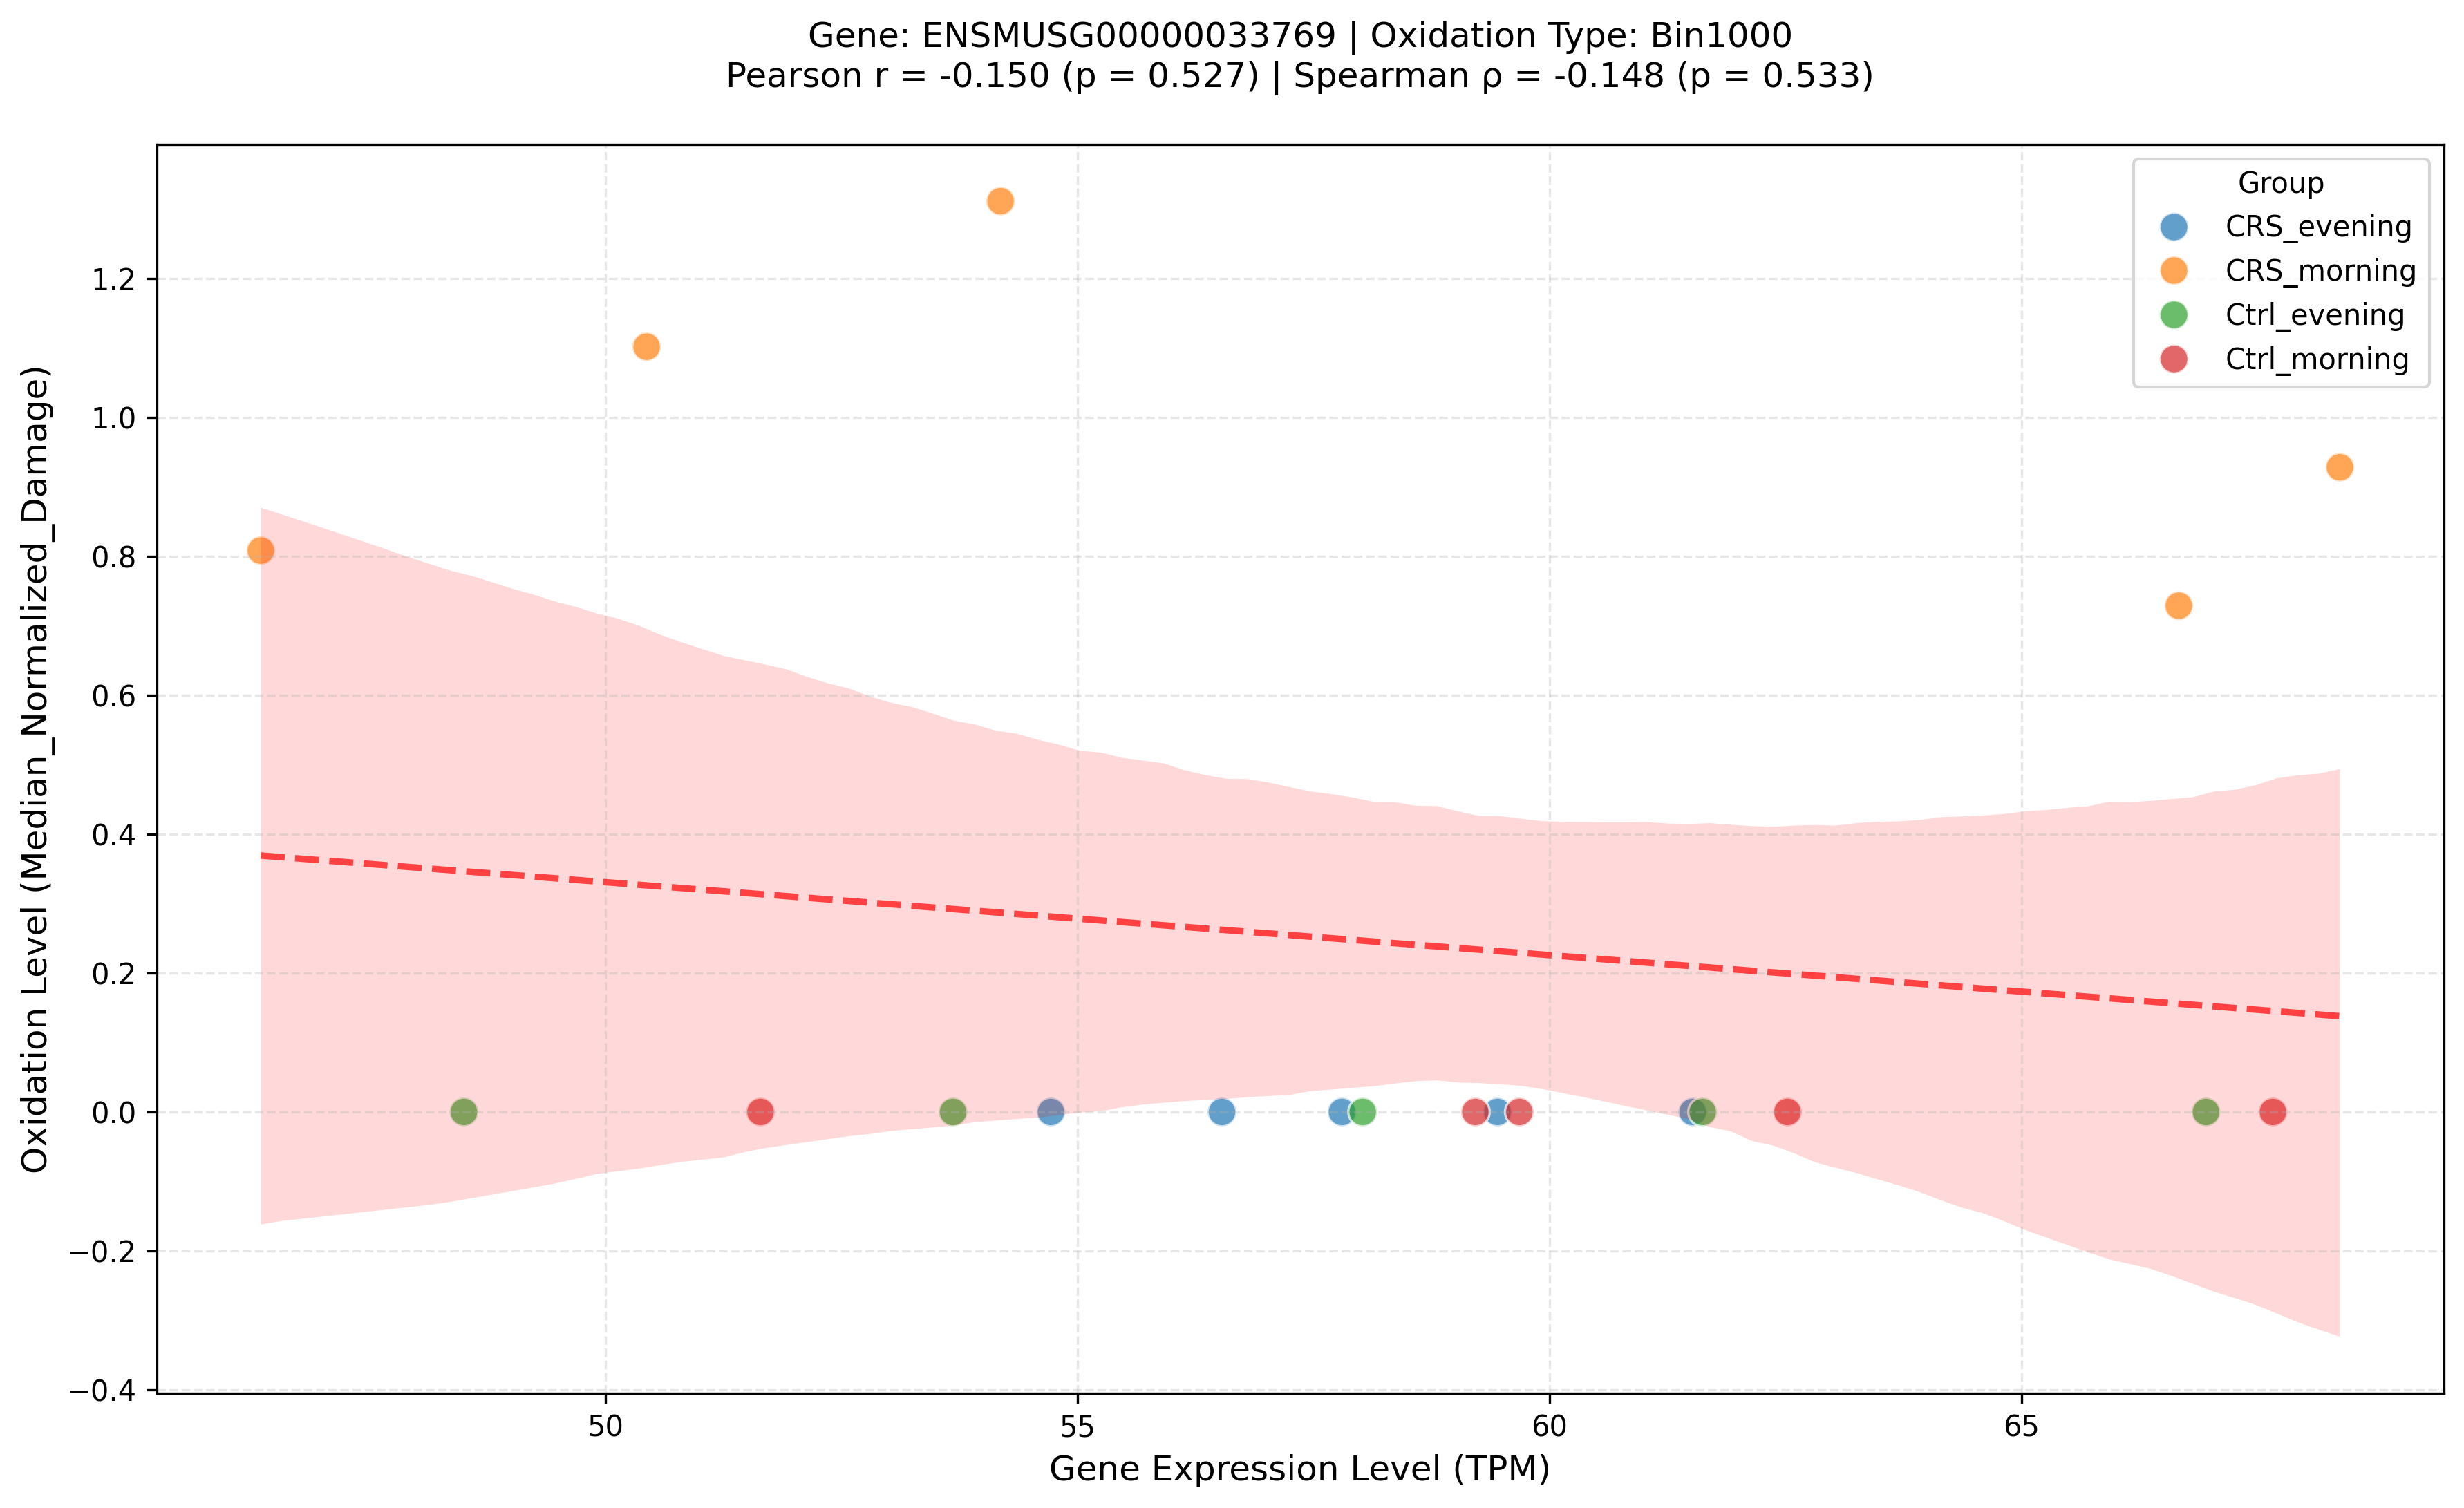 Gene: ENSMUSG00000033769 | Oxidation Type: Bin1000
Pearson r = -0.150 (p = 0.527) | Spearman ρ = -0.148 (p = 0.533)
Group
CRS_evening
CRS_morning
Ctrl_evening
Ctrl_morning
Oxidation Level (Median_Normalized_Damage)
1.2
1.0
0.8
0.6
0.4
0.2
0.0
−0.2
−0.4
50 55 60 65
Gene Expression Level (TPM)